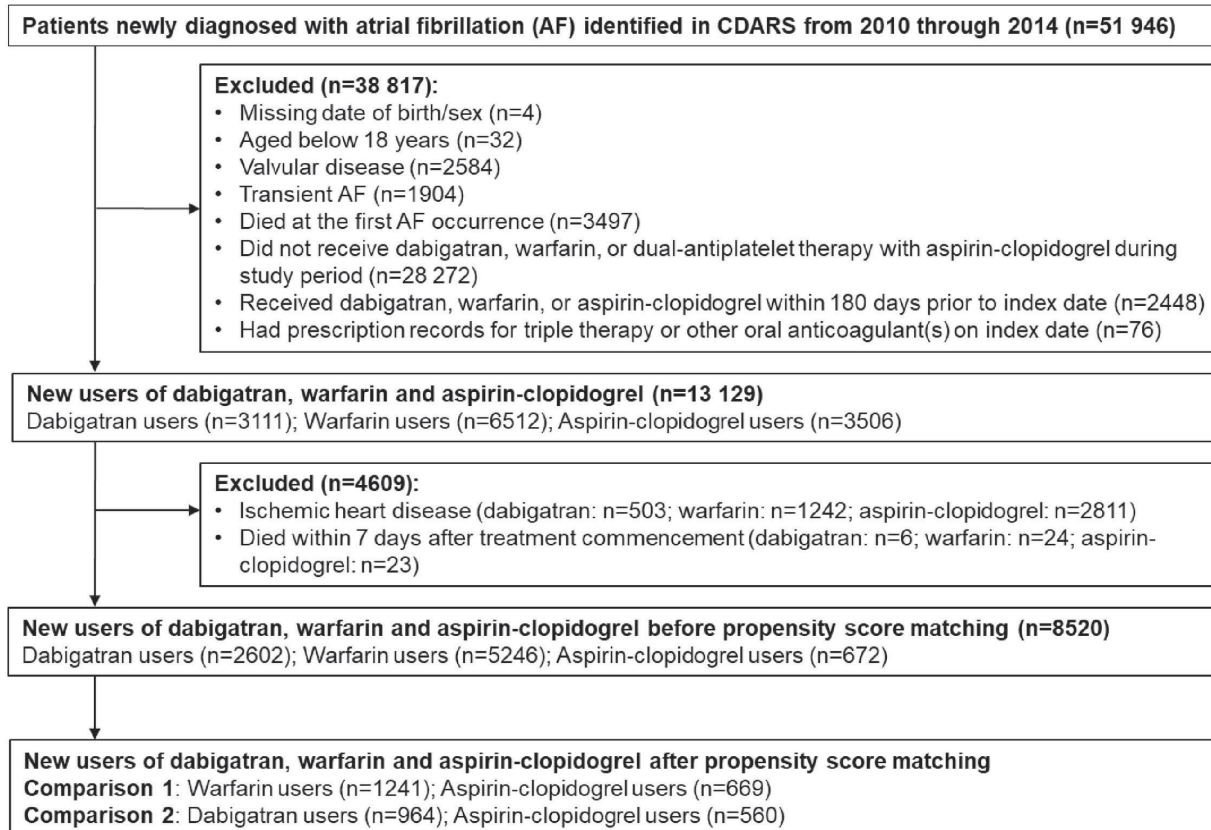 Patients newly diagnosed with atrial fibrillation (AF) identified in CDARS from 2010 through 2014 (n=51 946)
Excluded (n=38 817):
• Missing date of birth/sex (n=4)
• Aged below 18 years (n=32)
• Valvular disease (n=2584)
• Transient AF (n=1904)
• Died at the first AF occurrence (n=3497)
• Did not receive dabigatran, warfarin, or dual-antiplatelet therapy with aspirin-clopidogrel during
study period (n=28 272)
• Received dabigatran, warfarin, or aspirin-clopidogrel within 180 days prior to index date (n=2448)
• Had prescription records for triple therapy or other oral anticoagulant(s) on index date (n=76)
New users of dabigatran, warfarin and aspirin-clopidogrel (n=13 129)
Dabigatran users (n=3111); Warfarin users (n=6512); Aspirin-clopidogrel users (n=3506)
Excluded (n=4609):
• Ischemic heart disease (dabigatran: n=503; warfarin: n=1242; aspirin-clopidogrel: n=2811)
• Died within 7 days after treatment commencement (dabigatran: n=6; warfarin: n=24; aspirin-
clopidogrel: n=23)
New users of dabigatran, warfarin and aspirin-clopidogrel before propensity score matching (n=8520)
Dabigatran users (n=2602); Warfarin users (n=5246); Aspirin-clopidogrel users (n=672)
New users of dabigatran, warfarin and aspirin-clopidogrel after propensity score matching
Comparison 1: Warfarin users (n=1241); Aspirin-clopidogrel users (n=669)
Comparison 2: Dabigatran users (n=964); Aspirin-clopidogrel users (n=560)